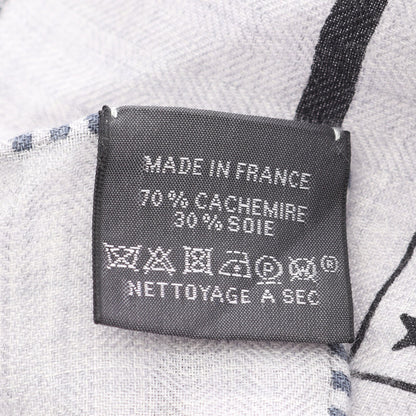 MADE IN FRANCE
70 % CACHEMIRE
30 % SOIE
P W ®
NETTOYAGE A SEC